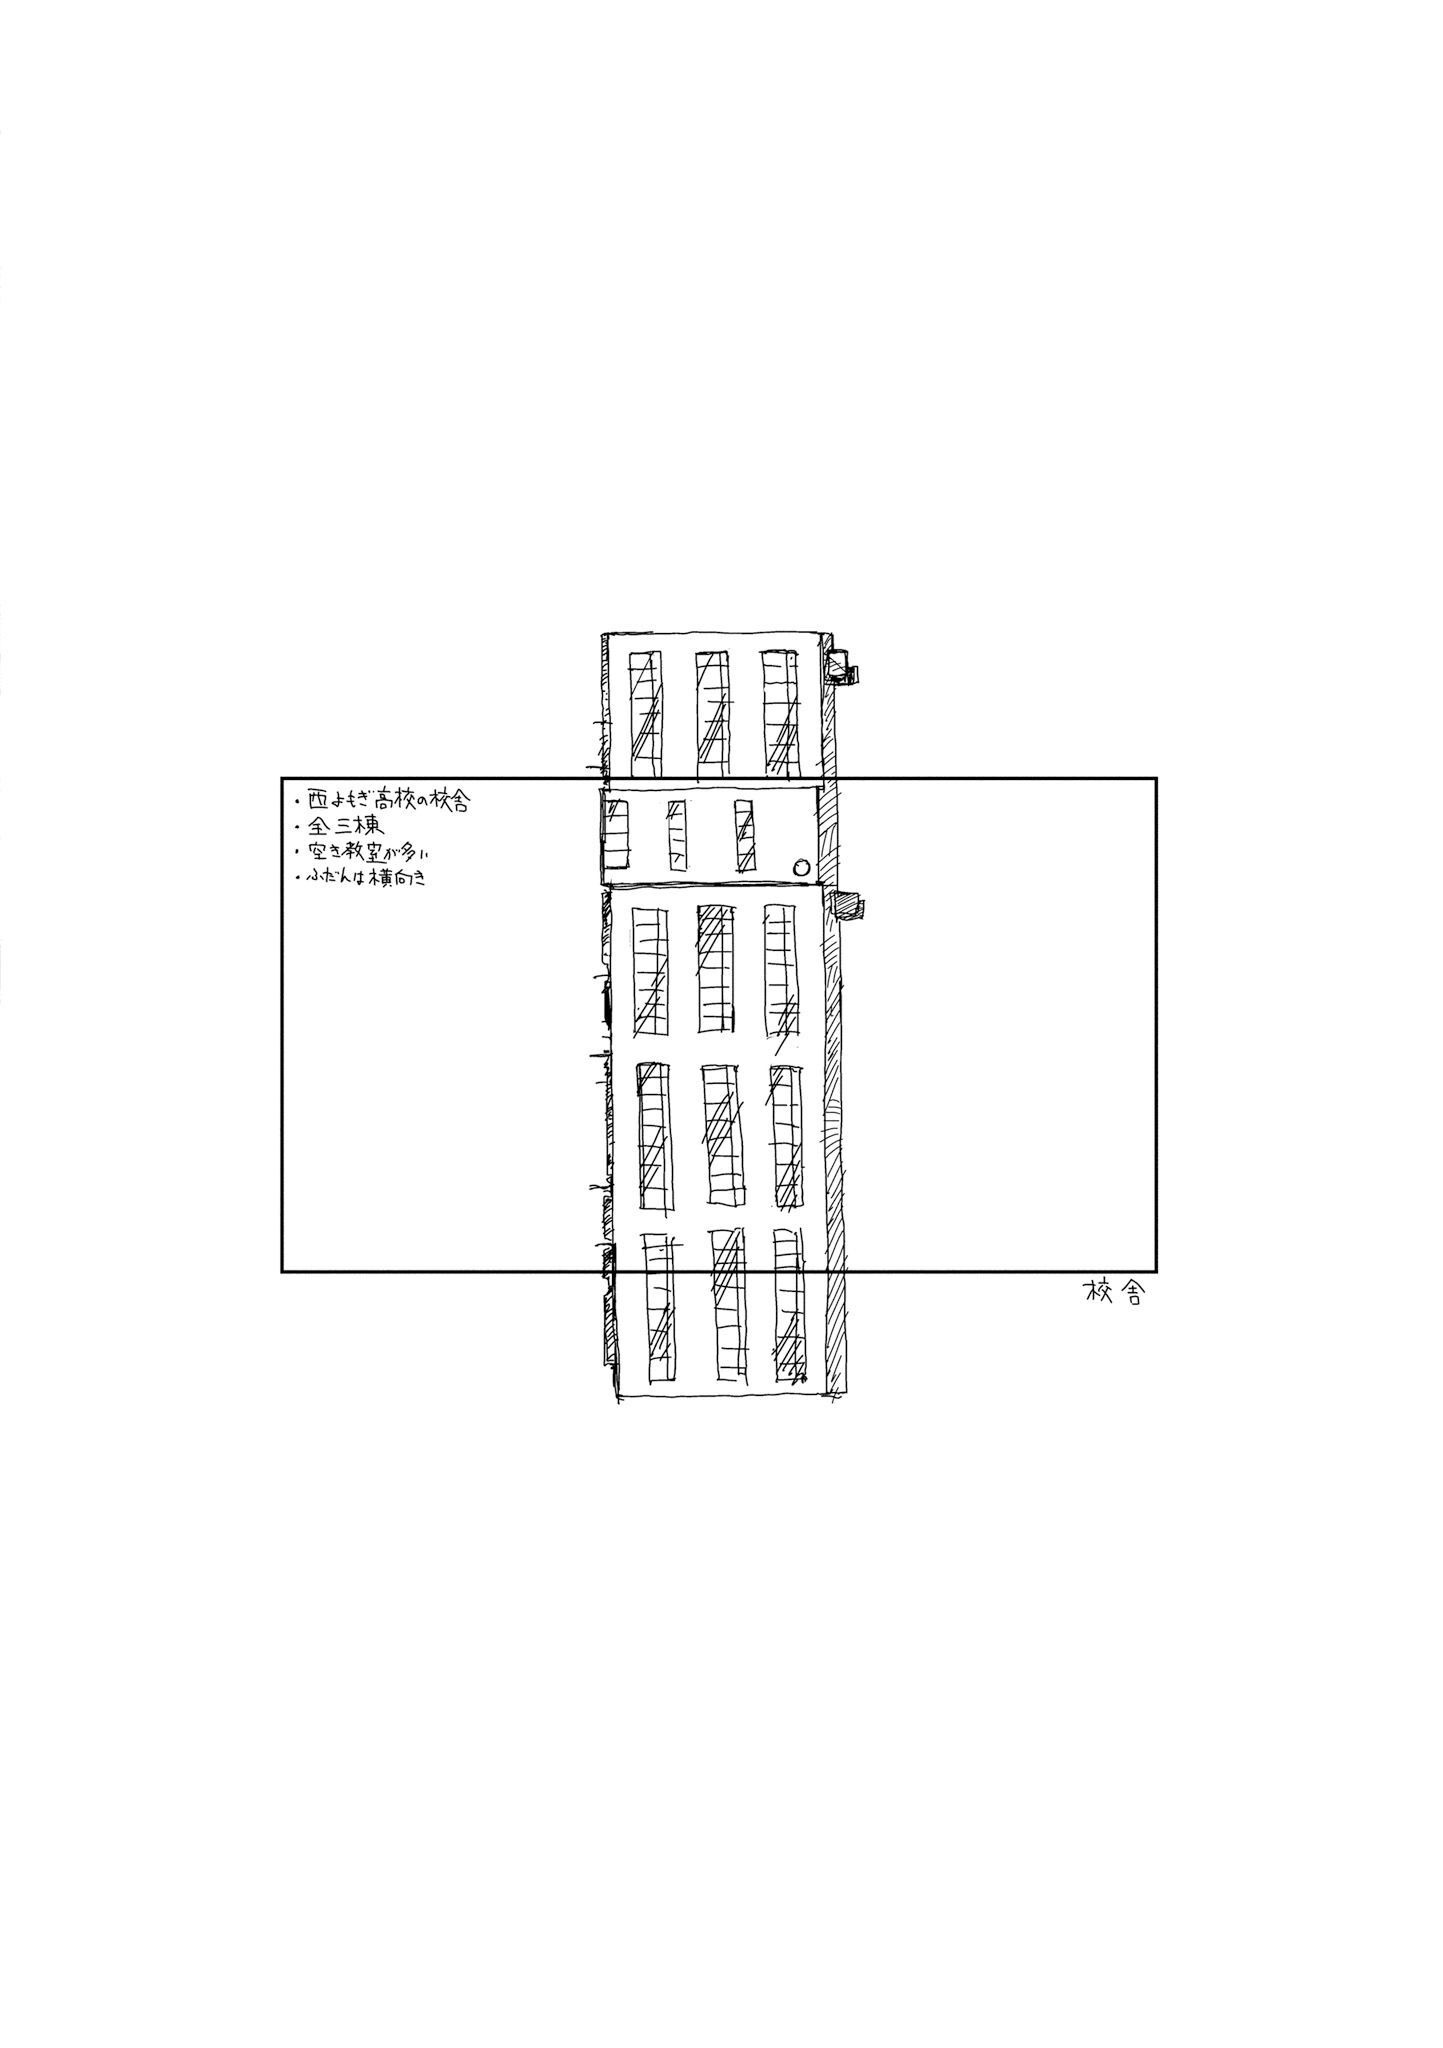 ・西よもぎ高校の校舎
・全三棟
・空き教室が多い
・ふだんは横向き
校舎